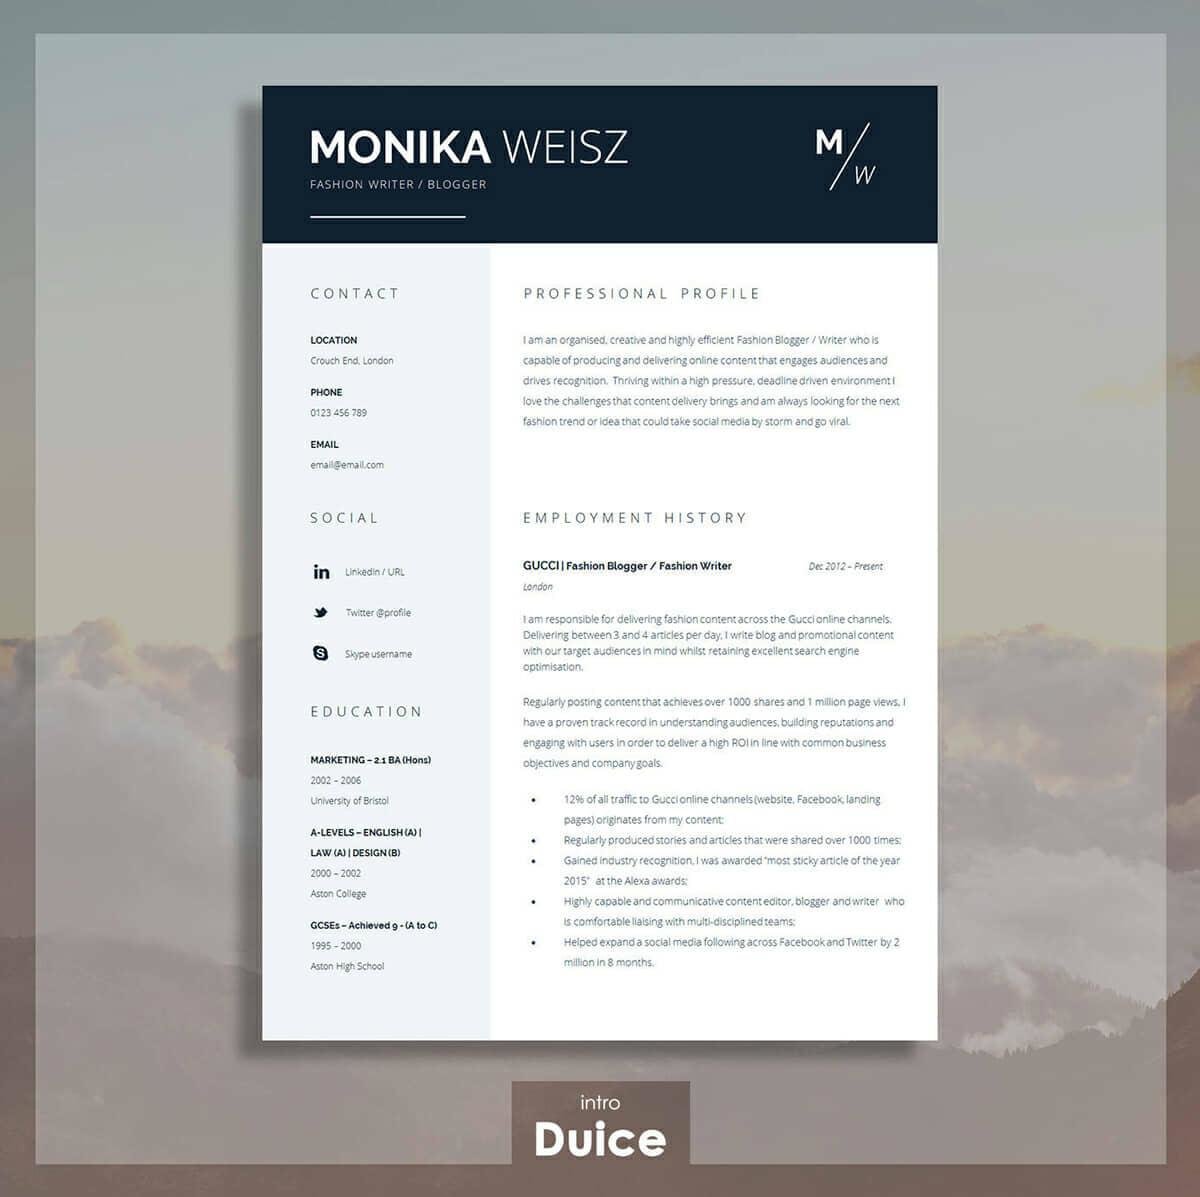 MONIKA WEISZ
FASHION WRITER / BLOGGER
M/W
CONTACT
LOCATION
Crouch End, London
PHONE
0123 456 789
EMAIL
email@email.com
SOCIAL
in LinkedIn / URL
Twitter @profile
Skype username
EDUCATION
MARKETING – 2.1 BA (Hons)
2002 – 2006
University of Bristol
A-LEVELS – ENGLISH (A) |
LAW (A) | DESIGN (B)
2000 – 2002
Aston College
GCSEs – Achieved 9 - (A to C)
1995 – 2000
Aston High School
PROFESSIONAL PROFILE
I am an organised, creative and highly efficient Fashion Blogger / Writer who is
capable of producing and delivering online content that engages audiences and
drives recognition. Thriving within a high pressure, deadline driven environment I
love the challenges that content delivery brings and am always looking for the next
fashion trend or idea that could take social media by storm and go viral.
EMPLOYMENT HISTORY
GUCCI | Fashion Blogger / Fashion Writer Dec 2012 – Present
London
I am responsible for delivering fashion content across the Gucci online channels.
Delivering between 3 and 4 articles per day, I write blog and promotional content
with our target audiences in mind whilst retaining excellent search engine
optimisation.
Regularly posting content that achieves over 1000 shares and 1 million page views, I
have a proven track record in understanding audiences, building reputations and
engaging with users in order to deliver a high ROI in line with common business
objectives and company goals.
• 12% of all traffic to Gucci online channels (website, Facebook, landing
pages) originates from my content;
• Regularly produced stories and articles that were shared over 1000 times;
• Gained industry recognition, I was awarded “most sticky article of the year
2015” at the Alexa awards;
• Highly capable and communicative content editor, blogger and writer who
is comfortable liaising with multi-disciplined teams;
• Helped expand a social media following across Facebook and Twitter by 2
million in 8 months.
intro
Duice